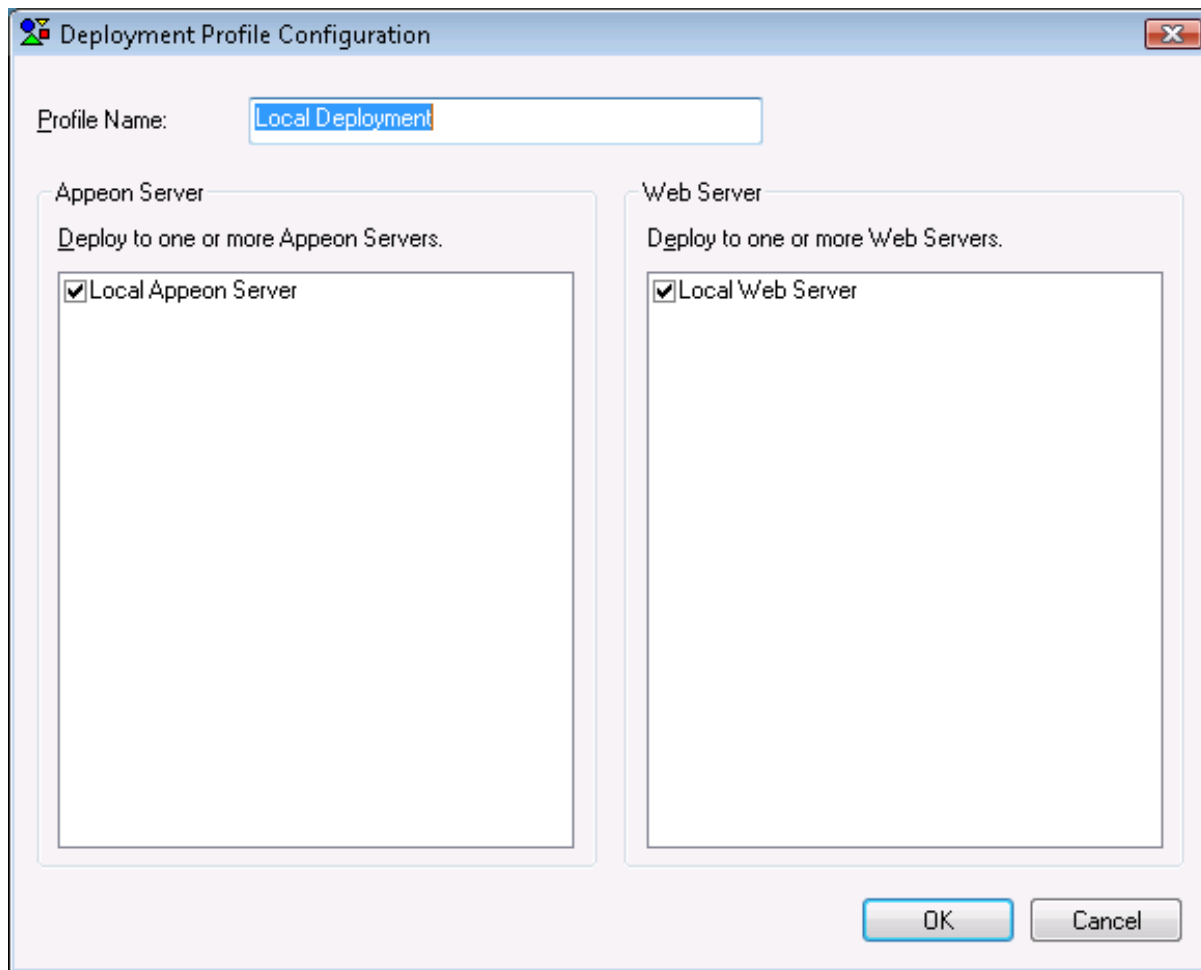 Deployment Profile Configuration
Profile Name: Local Deployment
Appeon Server
Deploy to one or more Appeon Servers.
Local Appeon Server
Web Server
Deploy to one or more Web Servers.
Local Web Server
OK
Cancel